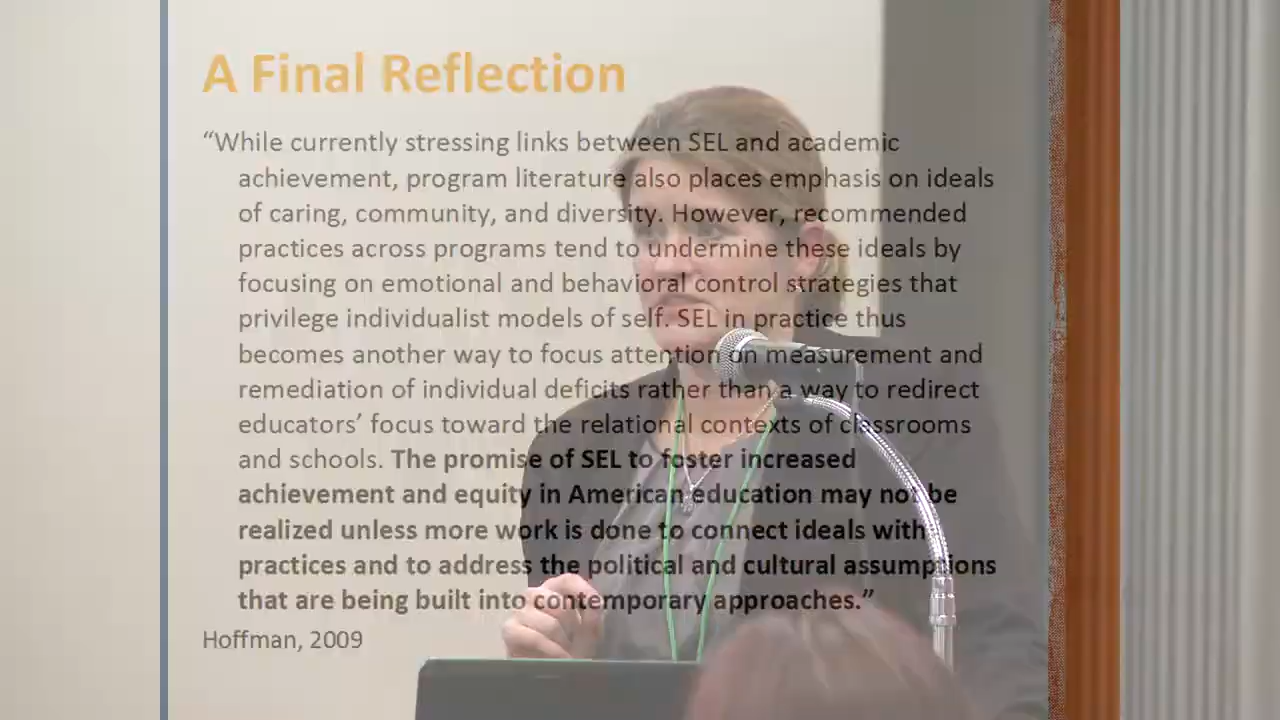 A Final Reflection
“While currently stressing links between SEL and academic
achievement, program literature also places emphasis on ideals
of caring, community, and diversity. However, recommended
practices across programs tend to undermine these ideals by
focusing on emotional and behavioral control strategies that
privilege individualist models of self. SEL in practice thus
becomes another way to focus attention on measurement and
remediation of individual deficits rather than a way to redirect
educators’ focus toward the relational contexts of classrooms
and schools. The promise of SEL to foster increased
achievement and equity in American education may not be
realized unless more work is done to connect ideals with
practices and to address the political and cultural assumptions
that are being built into contemporary approaches.”
Hoffman, 2009